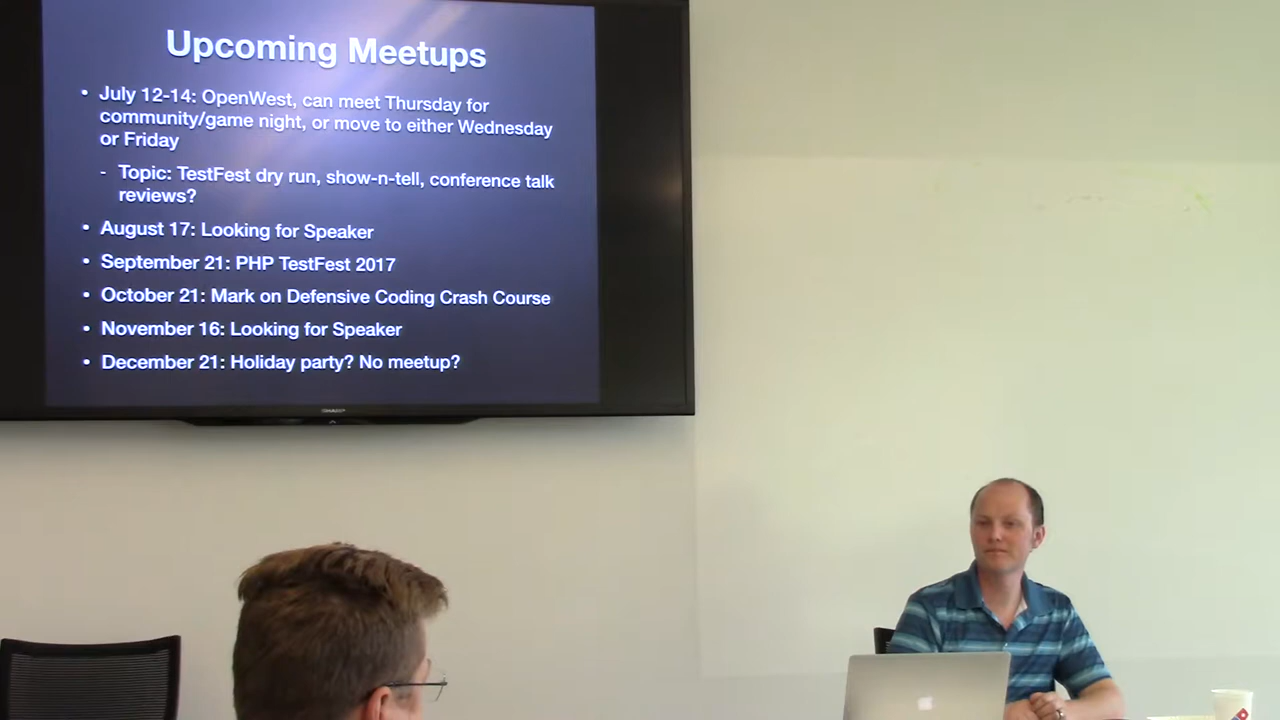 Upcoming Meetups
• July 12-14: OpenWest, can meet Thursday for
community/game night, or move to either Wednesday
or Friday
- Topic: TestFest dry run, show-n-tell, conference talk
reviews?
• August 17: Looking for Speaker
• September 21: PHP TestFest 2017
• October 21: Mark on Defensive Coding Crash Course
• November 16: Looking for Speaker
• December 21: Holiday party? No meetup?
SHARP